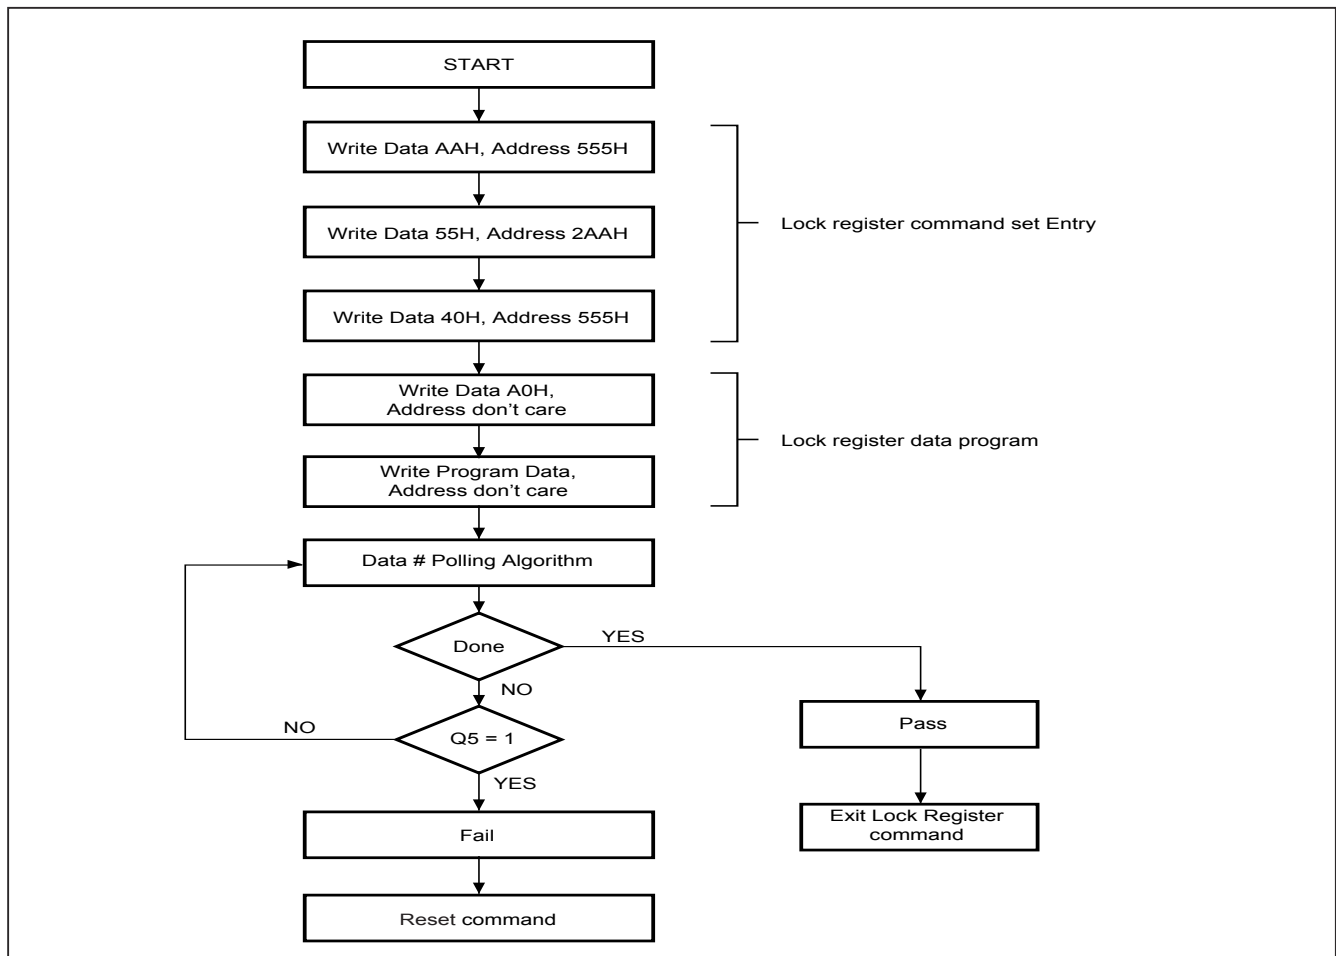 START
Write Data AAH, Address 555H
Write Data 55H, Address 2AAH
Lock register command set Entry
Write Data 40H, Address 555H
Write Data A0H,
Address don't care
Lock register data program
Write Program Data,
Address don't care
Data # Polling Algorithm
Done
YES
NO
Q5 = 1
NO
YES
Pass
Fail
Exit Lock Register
command
Reset command